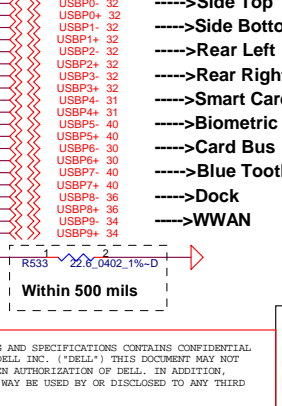 USBP0- 32 ----->Side Top
USBP0+ 32
USBP1- 32 ----->Side Botto
USBP1+ 32
USBP2- 32 ----->Rear Left
USBP2+ 32
USBP3- 32 ----->Rear Right
USBP3+ 32
USBP4- 31 ----->Smart Car
USBP4+ 31
USBP5- 40 ----->Biometric
USBP5+ 40
USBP6- 30 ----->Card Bus
USBP6+ 30
USBP7- 40 ----->Blue Toot
USBP7+ 40
USBP8- 36 ----->Dock
USBP8+ 36
USBP9- 34 ----->WWAN
USBP9+ 34
1 2
R533 22.6_0402_1%~D
Within 500 mils
AND SPECIFICATIONS CONTAINS CONFIDENTIAL
DELL INC. ("DELL") THIS DOCUMENT MAY NOT
EN AUTHORIZATION OF DELL. IN ADDITION,
WAY BE USED BY OR DISCLOSED TO ANY THIRD